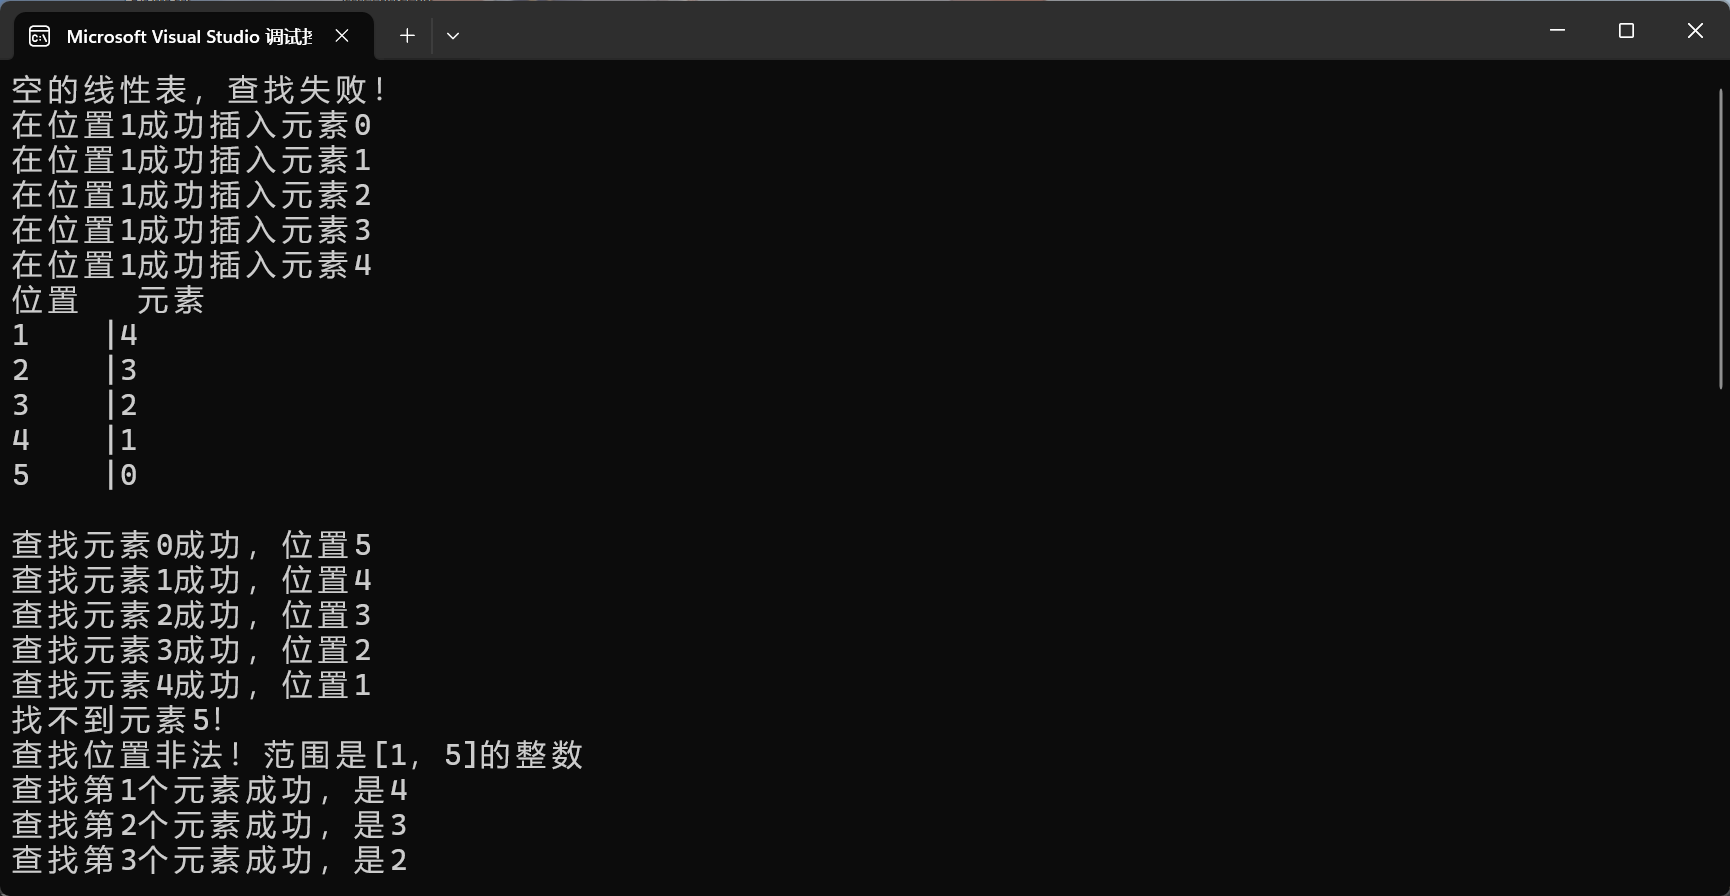 Microsoft Visual Studio 调试
空的线性表, 查找失败!
在位置1成功插入元素0
在位置1成功插入元素1
在位置1成功插入元素2
在位置1成功插入元素3
在位置1成功插入元素4
位置 元素
1 |4
2 |3
3 |2
4 |1
5 |0
查找元素0成功, 位置5
查找元素1成功, 位置4
查找元素2成功, 位置3
查找元素3成功, 位置2
查找元素4成功, 位置1
找不到元素5!
查找位置非法! 范围是[1, 5]的整数
查找第1个元素成功, 是4
查找第2个元素成功, 是3
查找第3个元素成功, 是2